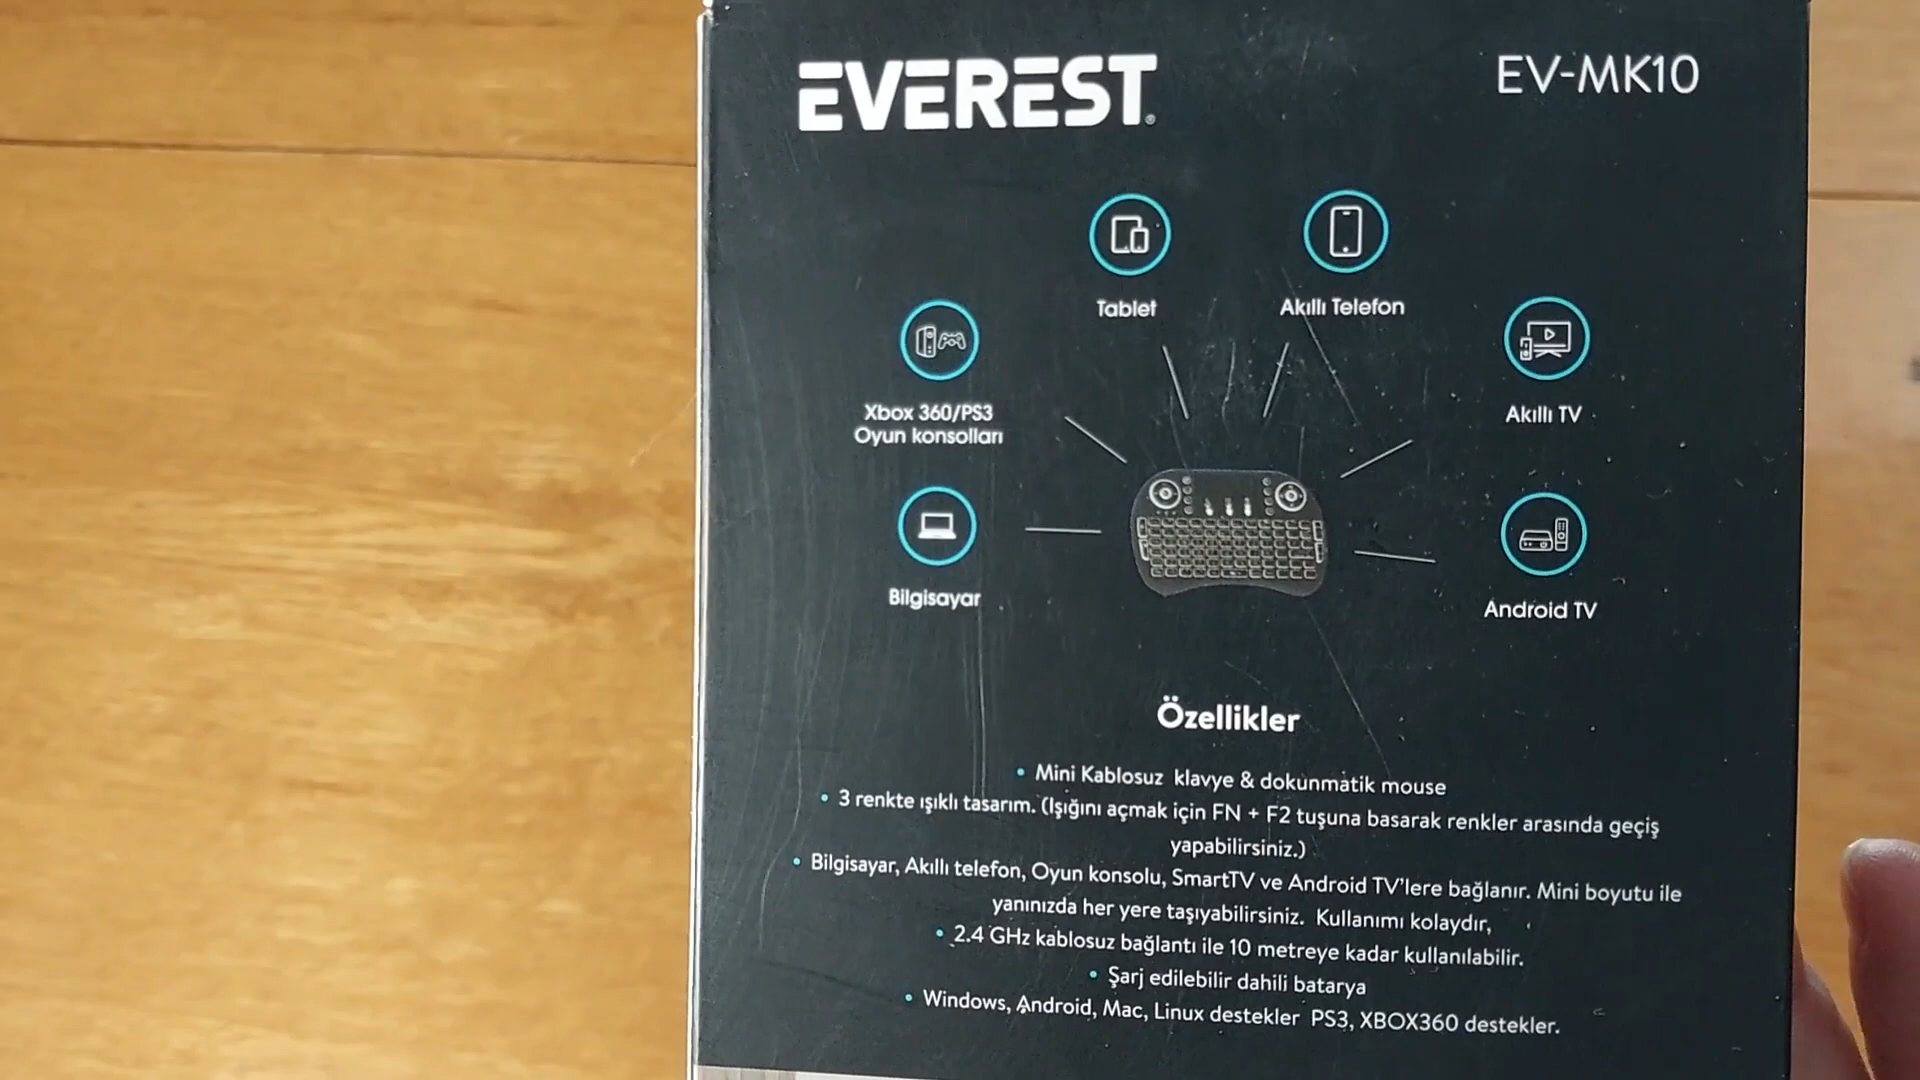 EVEREST®
EV-MK10
Tablet
Akıllı Telefon
Xbox 360/PS3
Oyun konsolları
Akıllı TV
Bilgisayar
Android TV
Özellikler
• Mini Kablosuz klavye & dokunmatik mouse
• 3 renkte ışıklı tasarım. (Işığını açmak için FN + F2 tuşuna basarak renkler arasında geçiş
yapabilirsiniz.)
• Bilgisayar, Akıllı telefon, Oyun konsolu, SmartTV ve Android TV'lere bağlanır. Mini boyutu ile
yanınızda her yere taşıyabilirsiniz. Kullanımı kolaydır,
• 2.4 GHz kablosuz bağlantı ile 10 metreye kadar kullanılabilir.
• Şarj edilebilir dahili batarya
• Windows, Android, Mac, Linux destekler PS3, XBOX360 destekler.